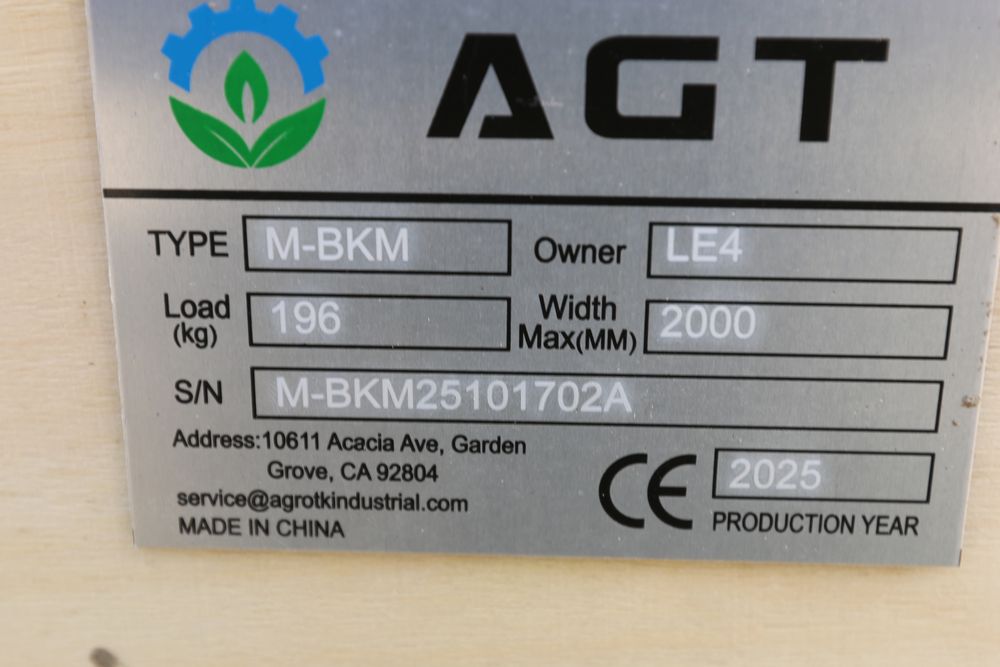 AGT
TYPE M-BKM Owner LE4
Load (kg) 196 Width Max(MM) 2000
S/N M-BKM25101702A
Address:10611 Acacia Ave, Garden
Grove, CA 92804
service@agrotkindustrial.com
MADE IN CHINA
CE 2025
PRODUCTION YEAR